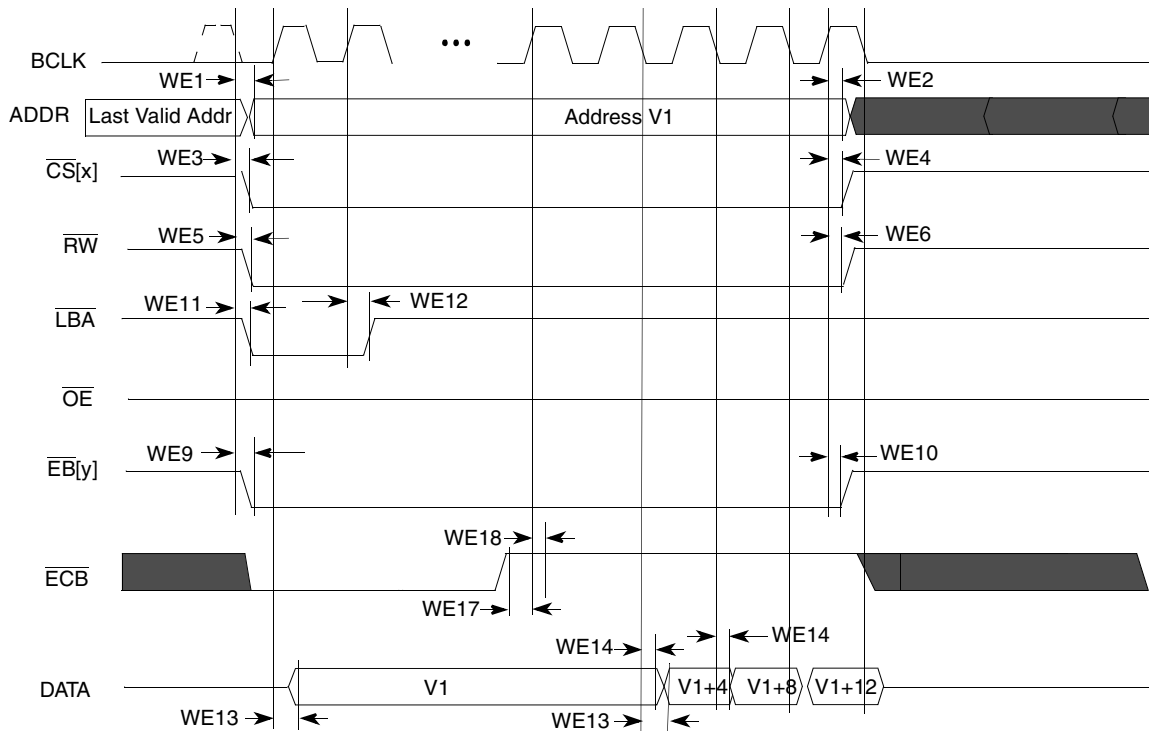 •••
BCLK
WE1
WE2
ADDR
Last Valid Addr
Address V1
WE3
WE4
CS[x]
WE5
WE6
RW
WE11
WE12
LBA
OE
WE9
WE10
EB[y]
WE18
ECB
WE17
WE14
WE14
DATA
V1
V1+4
V1+8
V1+12
WE13
WE13